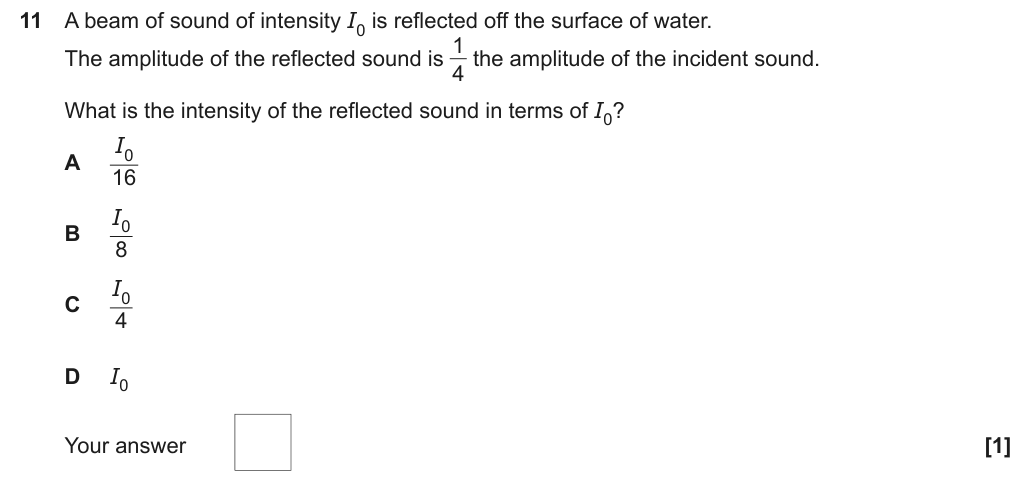 11 A beam of sound of intensity I₀ is reflected off the surface of water.
The amplitude of the reflected sound is 1/4 the amplitude of the incident sound.
What is the intensity of the reflected sound in terms of I₀?
A I₀/16
B I₀/8
C I₀/4
D I₀
Your answer [1]